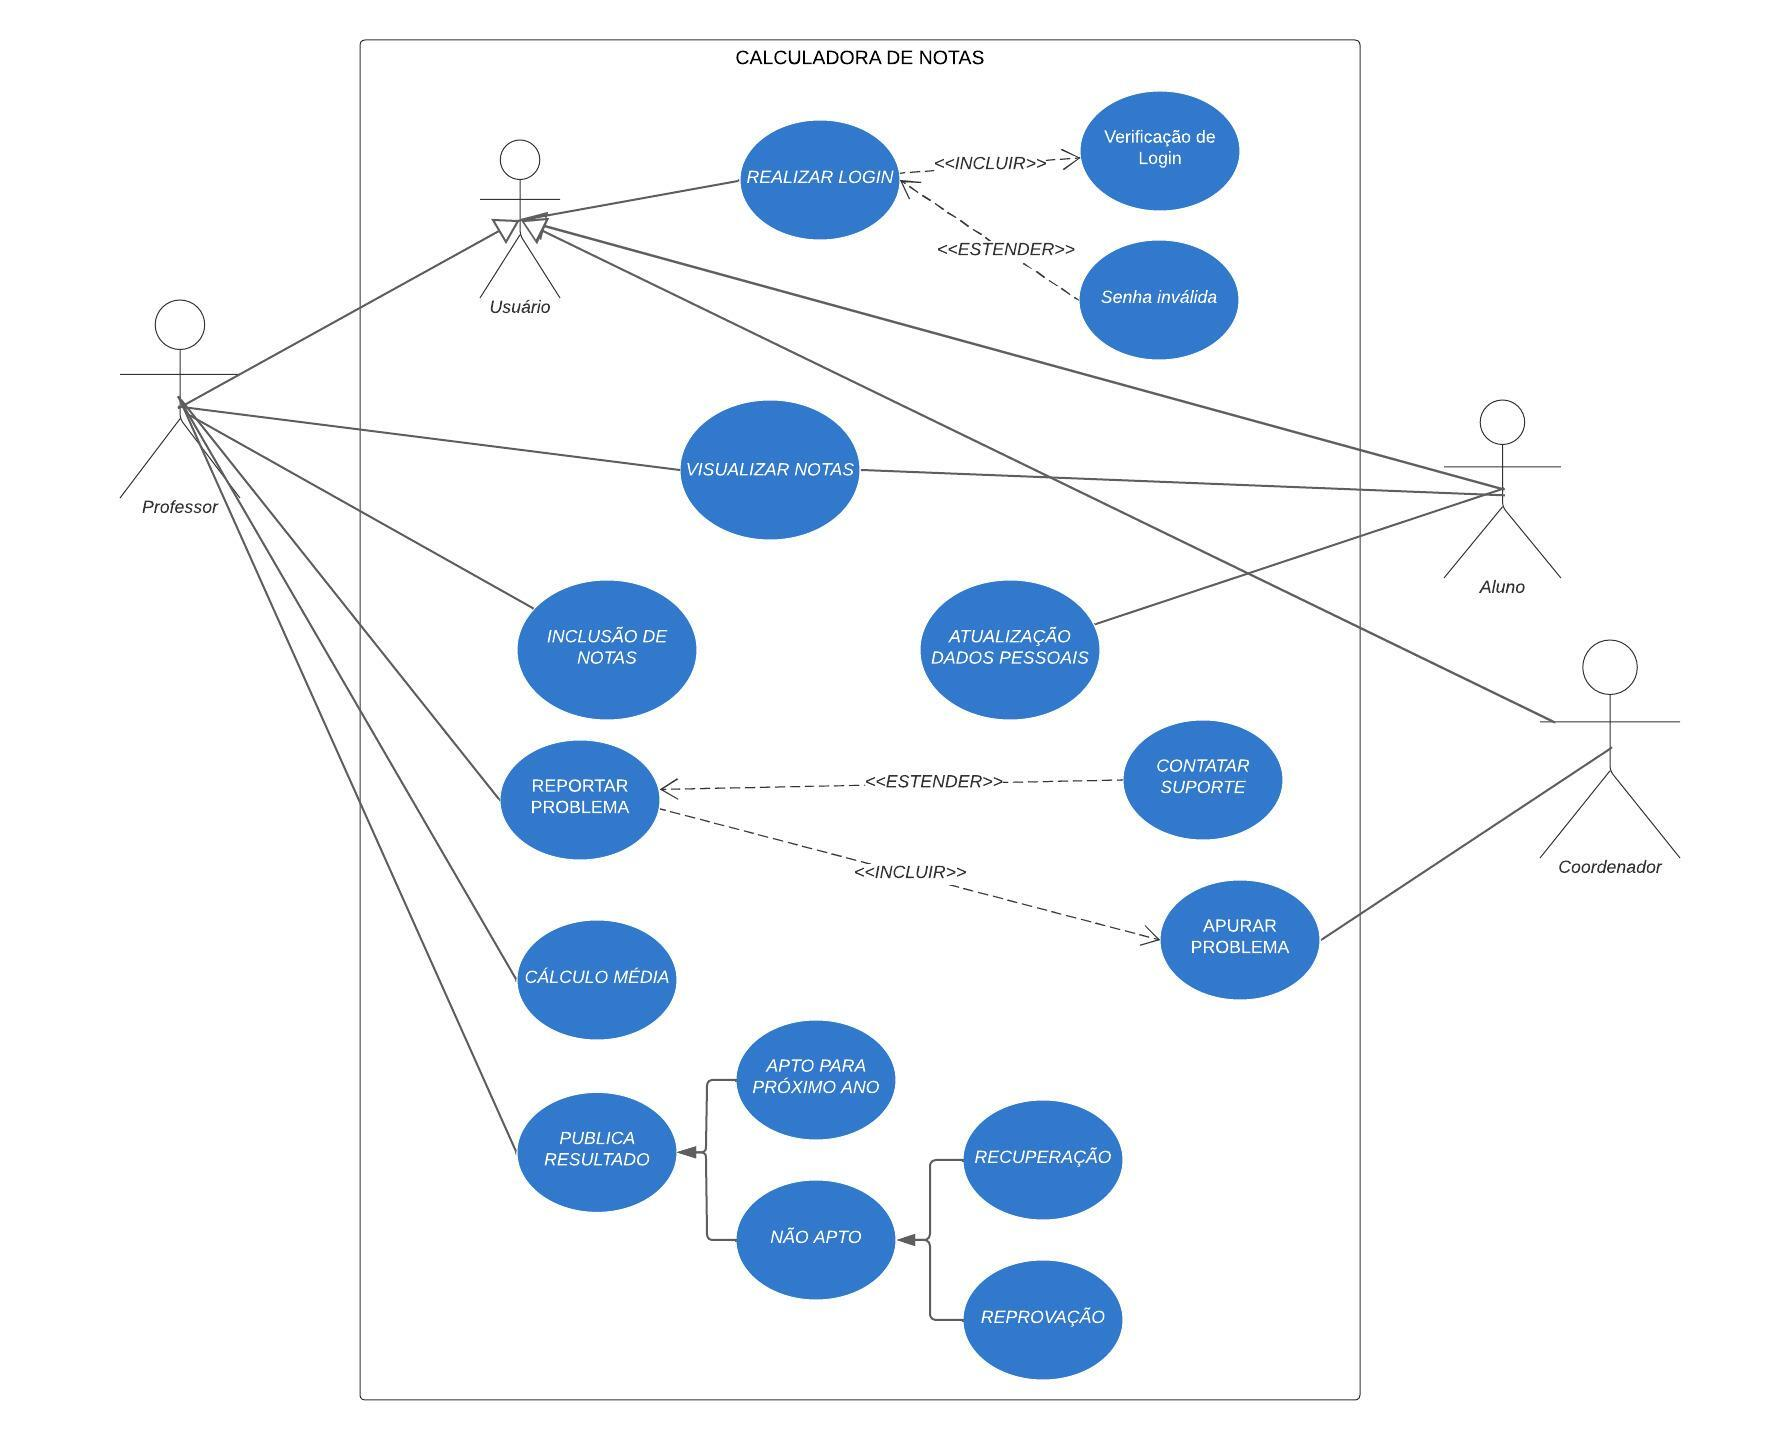 CALCULADORA DE NOTAS
Verificação de
Login
<<INCLUIR>>
REALIZAR LOGIN
<<ESTENDER>>
Senha inválida
Usuário
VISUALIZAR NOTAS
Professor
Aluno
INCLUSÃO DE
NOTAS
ATUALIZAÇÃO
DADOS PESSOAIS
REPORTAR
PROBLEMA
<<ESTENDER>>
CONTATAR
SUPORTE
<<INCLUIR>>
Coordenador
APURAR
PROBLEMA
CÁLCULO MÉDIA
APTO PARA
PRÓXIMO ANO
PUBLICA
RESULTADO
RECUPERAÇÃO
NÃO APTO
REPROVAÇÃO